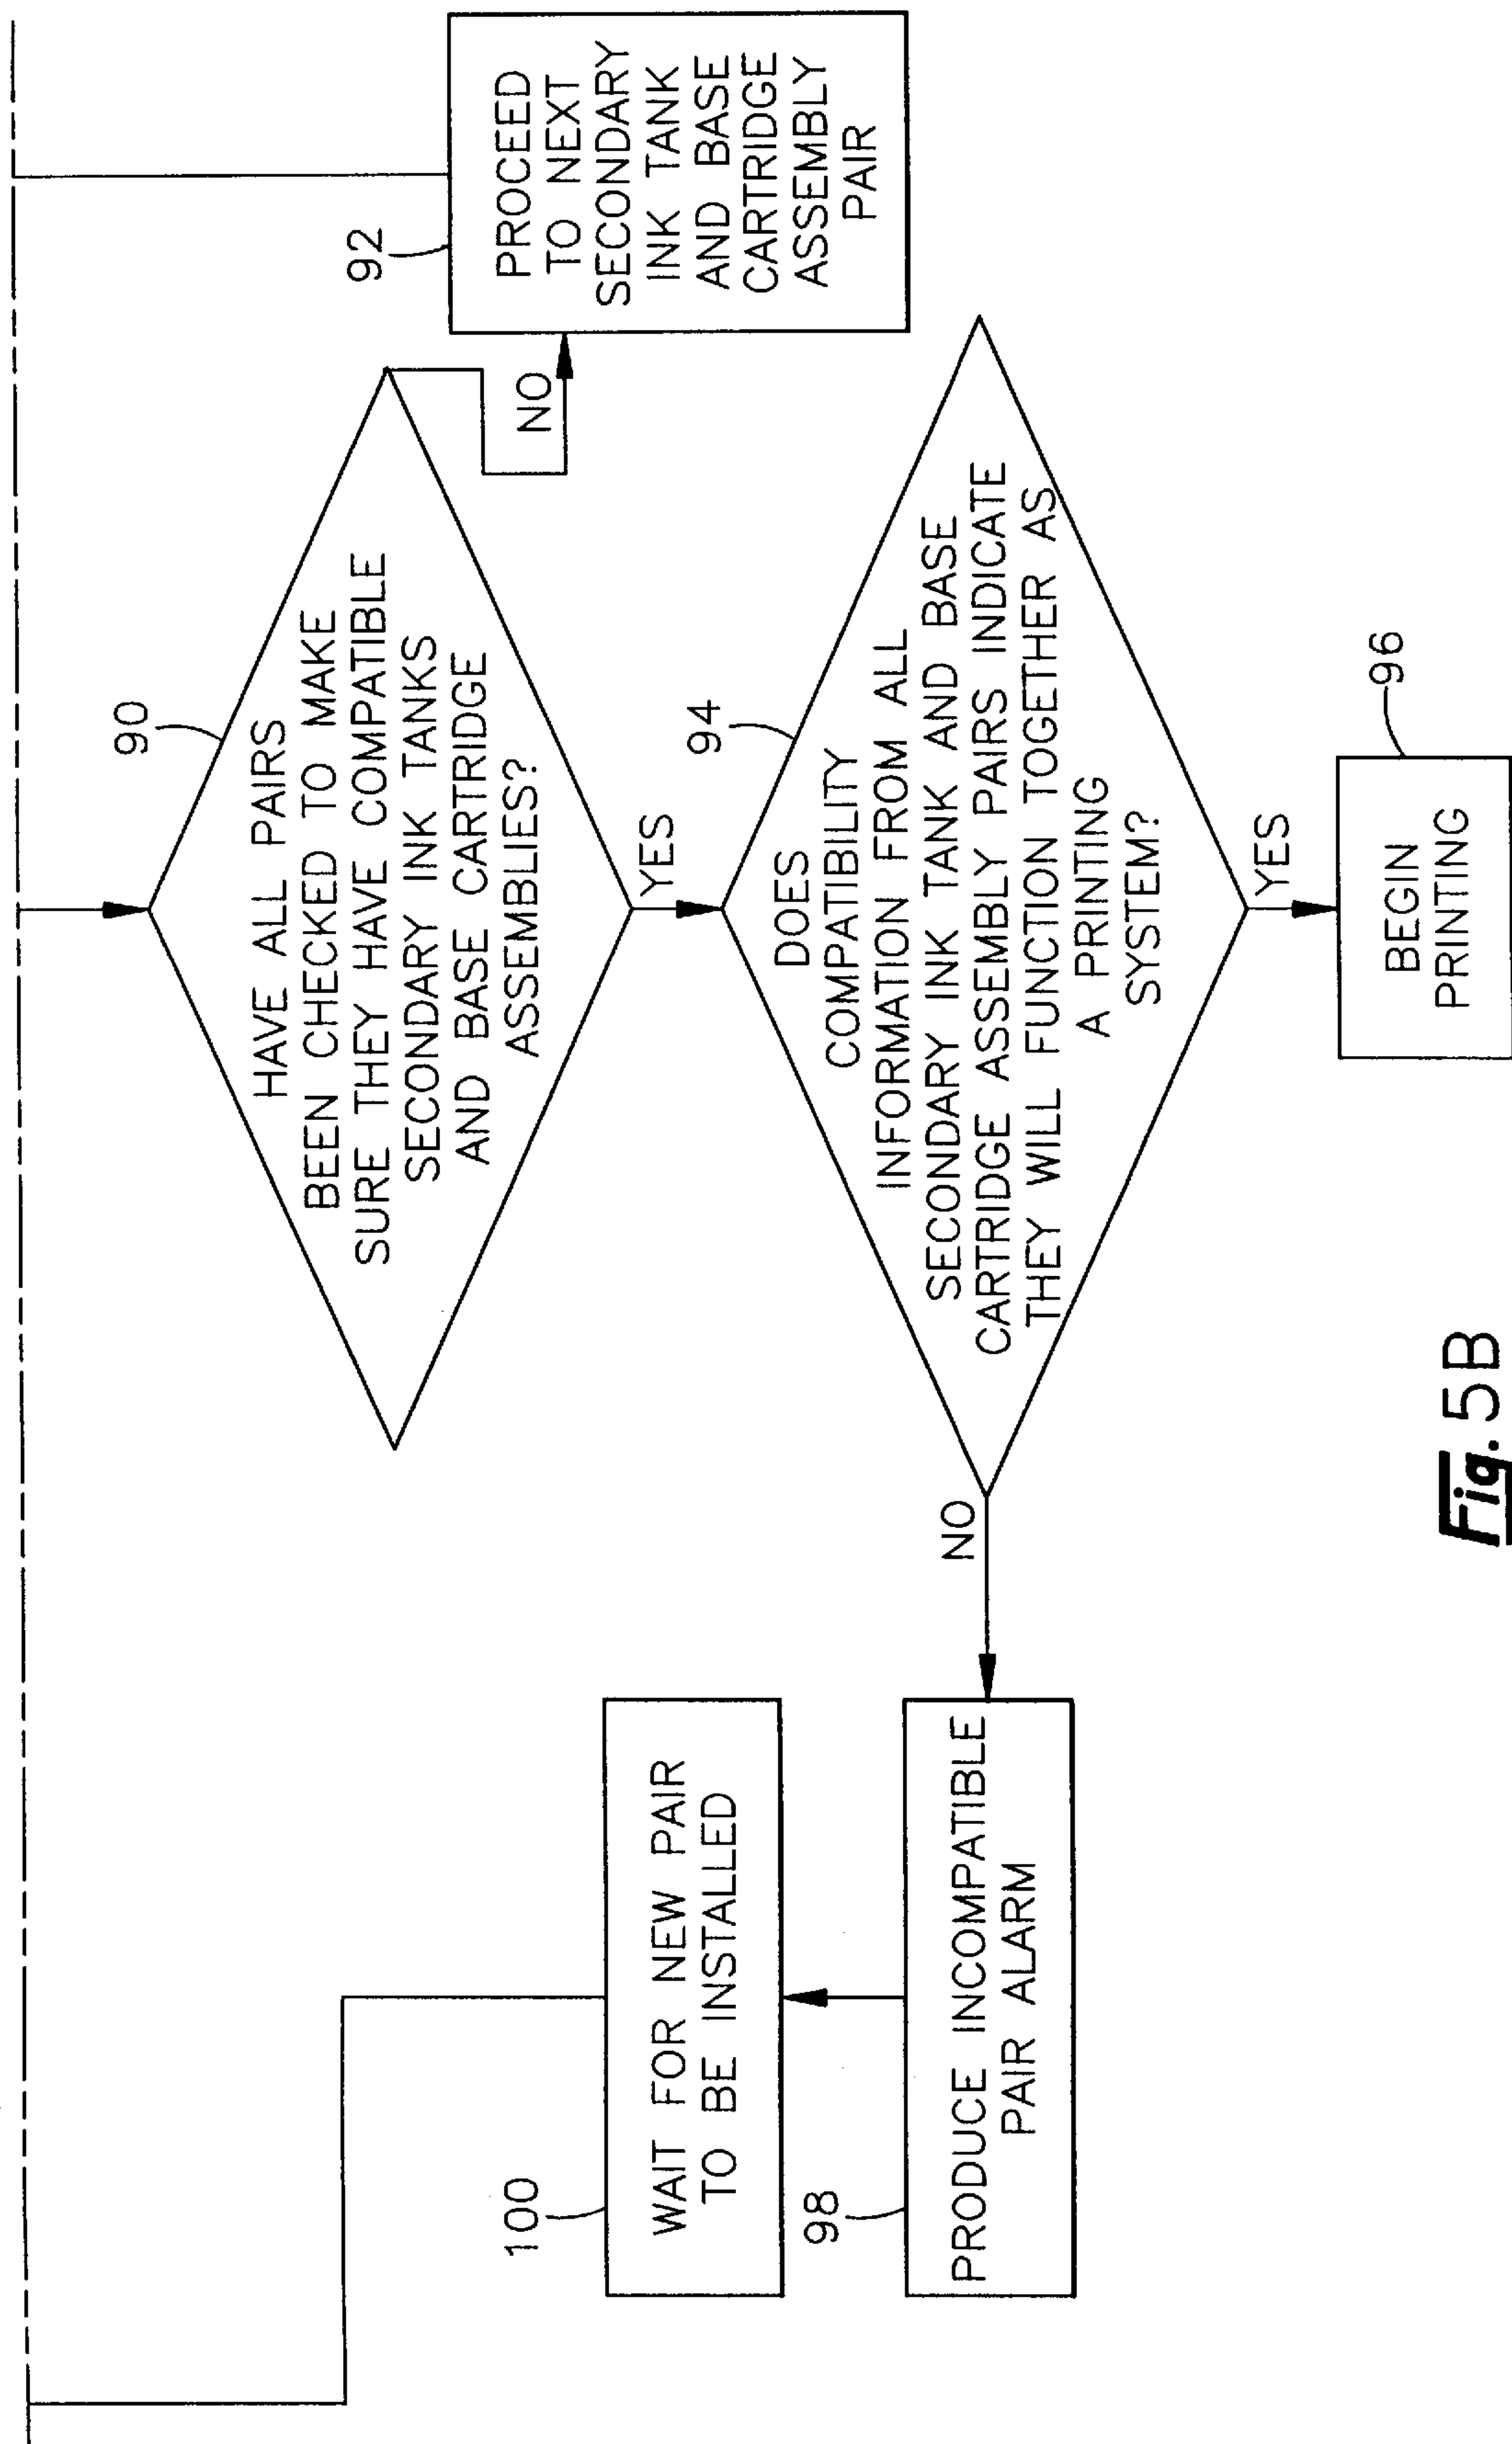 90
HAVE ALL PAIRS
BEEN CHECKED TO MAKE
SURE THEY HAVE COMPATIBLE
SECONDARY INK TANKS
AND BASE CARTRIDGE
ASSEMBLIES?
NO
92
PROCEED
TO NEXT
SECONDARY
INK TANK
AND BASE
CARTRIDGE
ASSEMBLY
PAIR
YES
94
DOES
COMPATIBILITY
INFORMATION FROM ALL
SECONDARY INK TANK AND BASE
CARTRIDGE ASSEMBLY PAIRS INDICATE
THEY WILL FUNCTION TOGETHER AS
A PRINTING
SYSTEM?
NO
100
WAIT FOR NEW PAIR
TO BE INSTALLED
98
PRODUCE INCOMPATIBLE
PAIR ALARM
YES
96
BEGIN
PRINTING
Fig. 5B